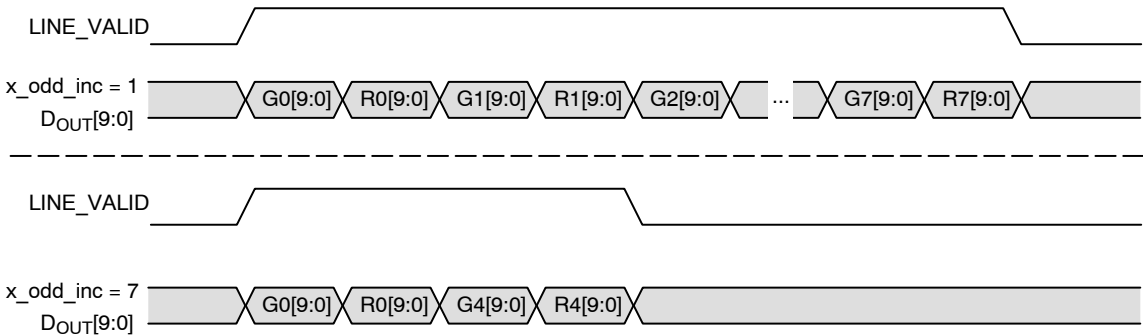 LINE_VALID
x_odd_inc = 1
D_OUT[9:0]
G0[9:0] R0[9:0] G1[9:0] R1[9:0] G2[9:0] ... G7[9:0] R7[9:0]
LINE_VALID
x_odd_inc = 7
D_OUT[9:0]
G0[9:0] R0[9:0] G4[9:0] R4[9:0]